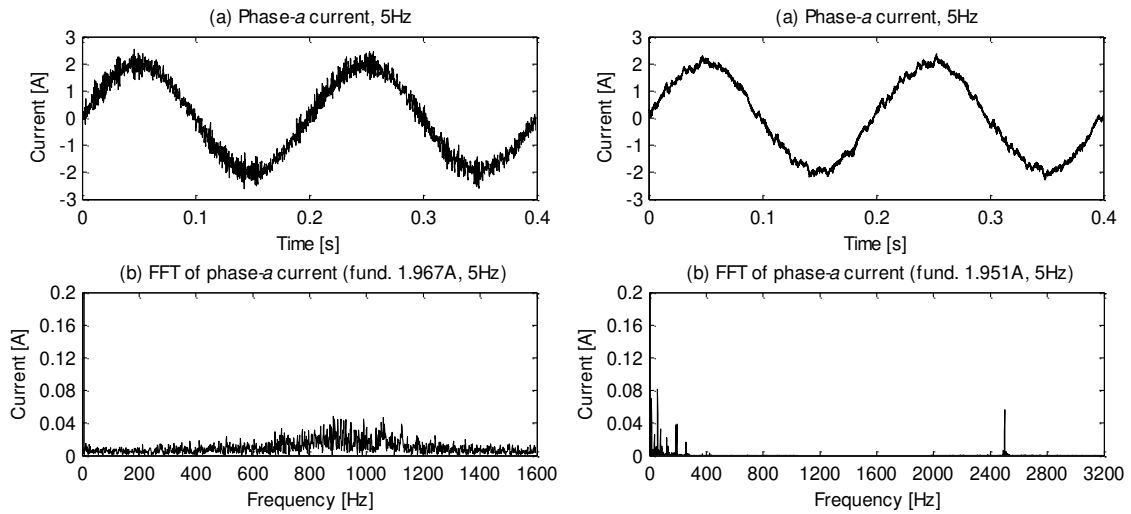 (a) Phase-a current, 5Hz
Current [A]
3
2
1
0
-1
-2
-3
0 0.1 0.2 0.3 0.4
Time [s]
(b) FFT of phase-a current (fund. 1.967A, 5Hz)
Current [A]
0.2
0.16
0.12
0.08
0.04
0
0 200 400 600 800 1000 1200 1400 1600
Frequency [Hz]
(a) Phase-a current, 5Hz
Current [A]
3
2
1
0
-1
-2
-3
0 0.1 0.2 0.3 0.4
Time [s]
(b) FFT of phase-a current (fund. 1.951A, 5Hz)
Current [A]
0.2
0.16
0.12
0.08
0.04
0
0 400 800 1200 1600 2000 2400 2800 3200
Frequency [Hz]